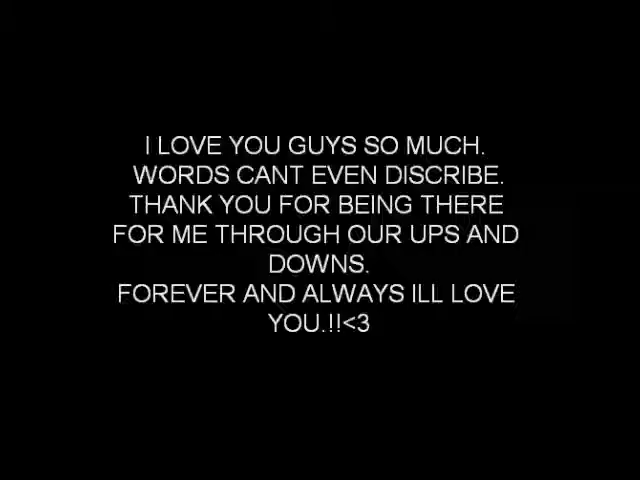 I LOVE YOU GUYS SO MUCH.
WORDS CANT EVEN DISCRIBE.
THANK YOU FOR BEING THERE
FOR ME THROUGH OUR UPS AND
DOWNS.
FOREVER AND ALWAYS ILL LOVE
YOU.!!<3